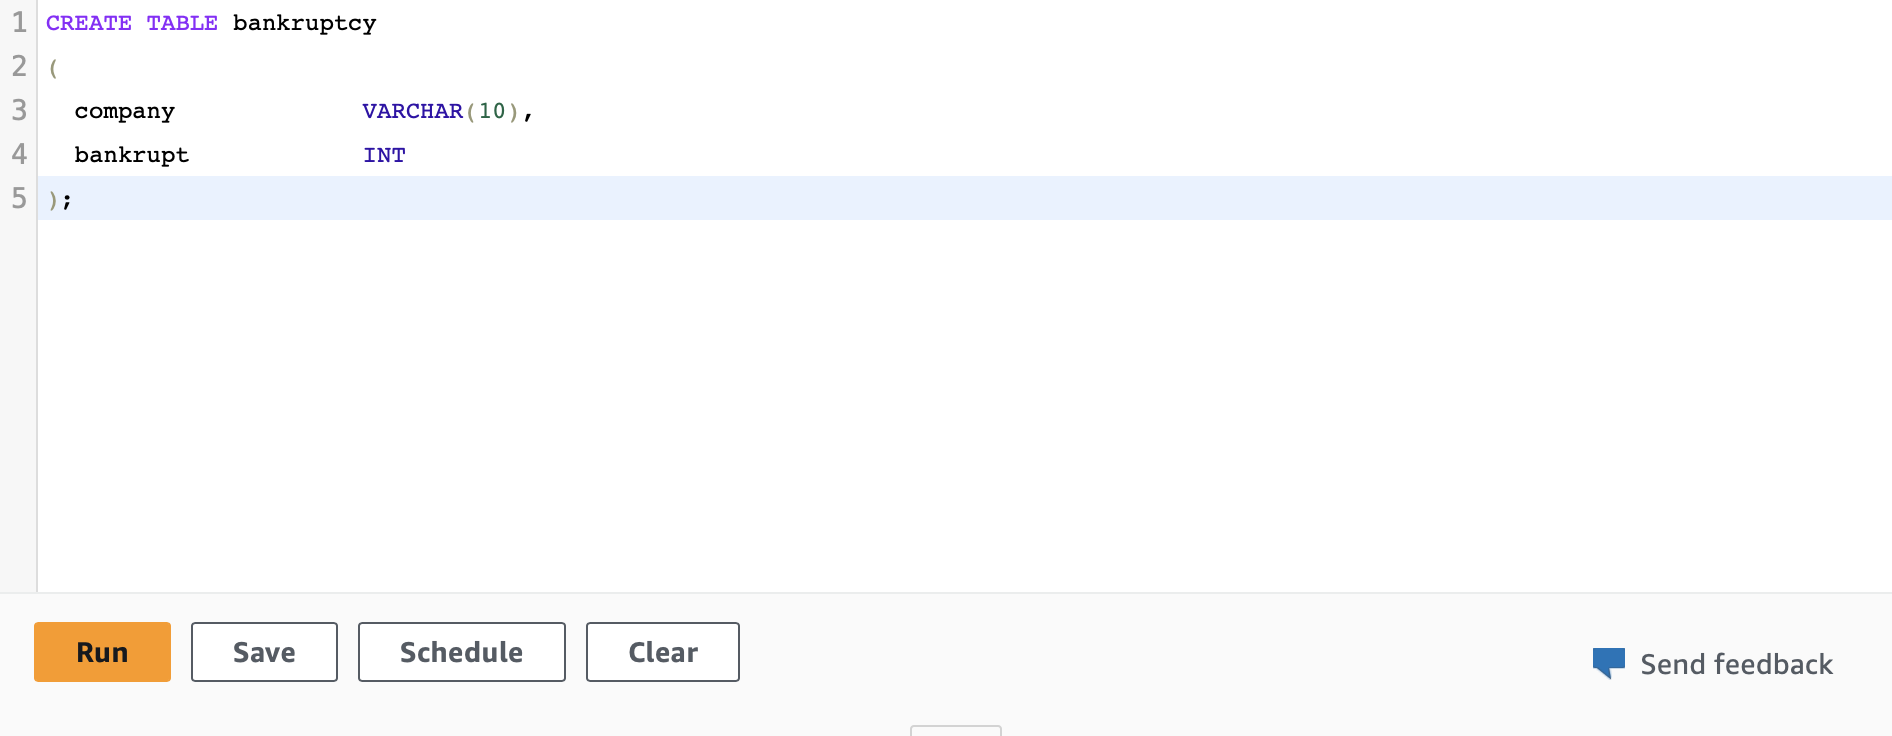 1 CREATE TABLE bankruptcy
2 (
3   company             VARCHAR(10),
4   bankrupt            INT
5 );
Run Save Schedule Clear Send feedback